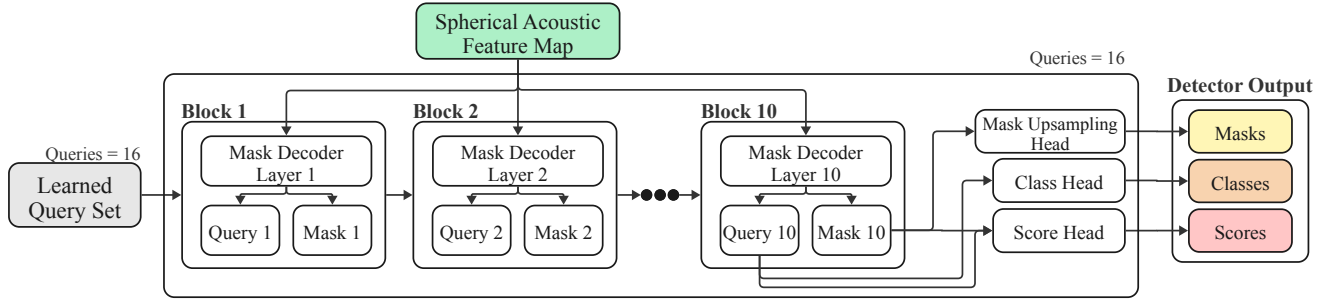 Spherical Acoustic
Feature Map
Queries = 16
Detector Output
Block 1
Block 2
Block 10
Queries = 16
Learned
Query Set
Mask Decoder
Layer 1
Query 1
Mask 1
Mask Decoder
Layer 2
Query 2
Mask 2
Mask Decoder
Layer 10
Query 10
Mask 10
Mask Upsampling
Head
Class Head
Score Head
Masks
Classes
Scores